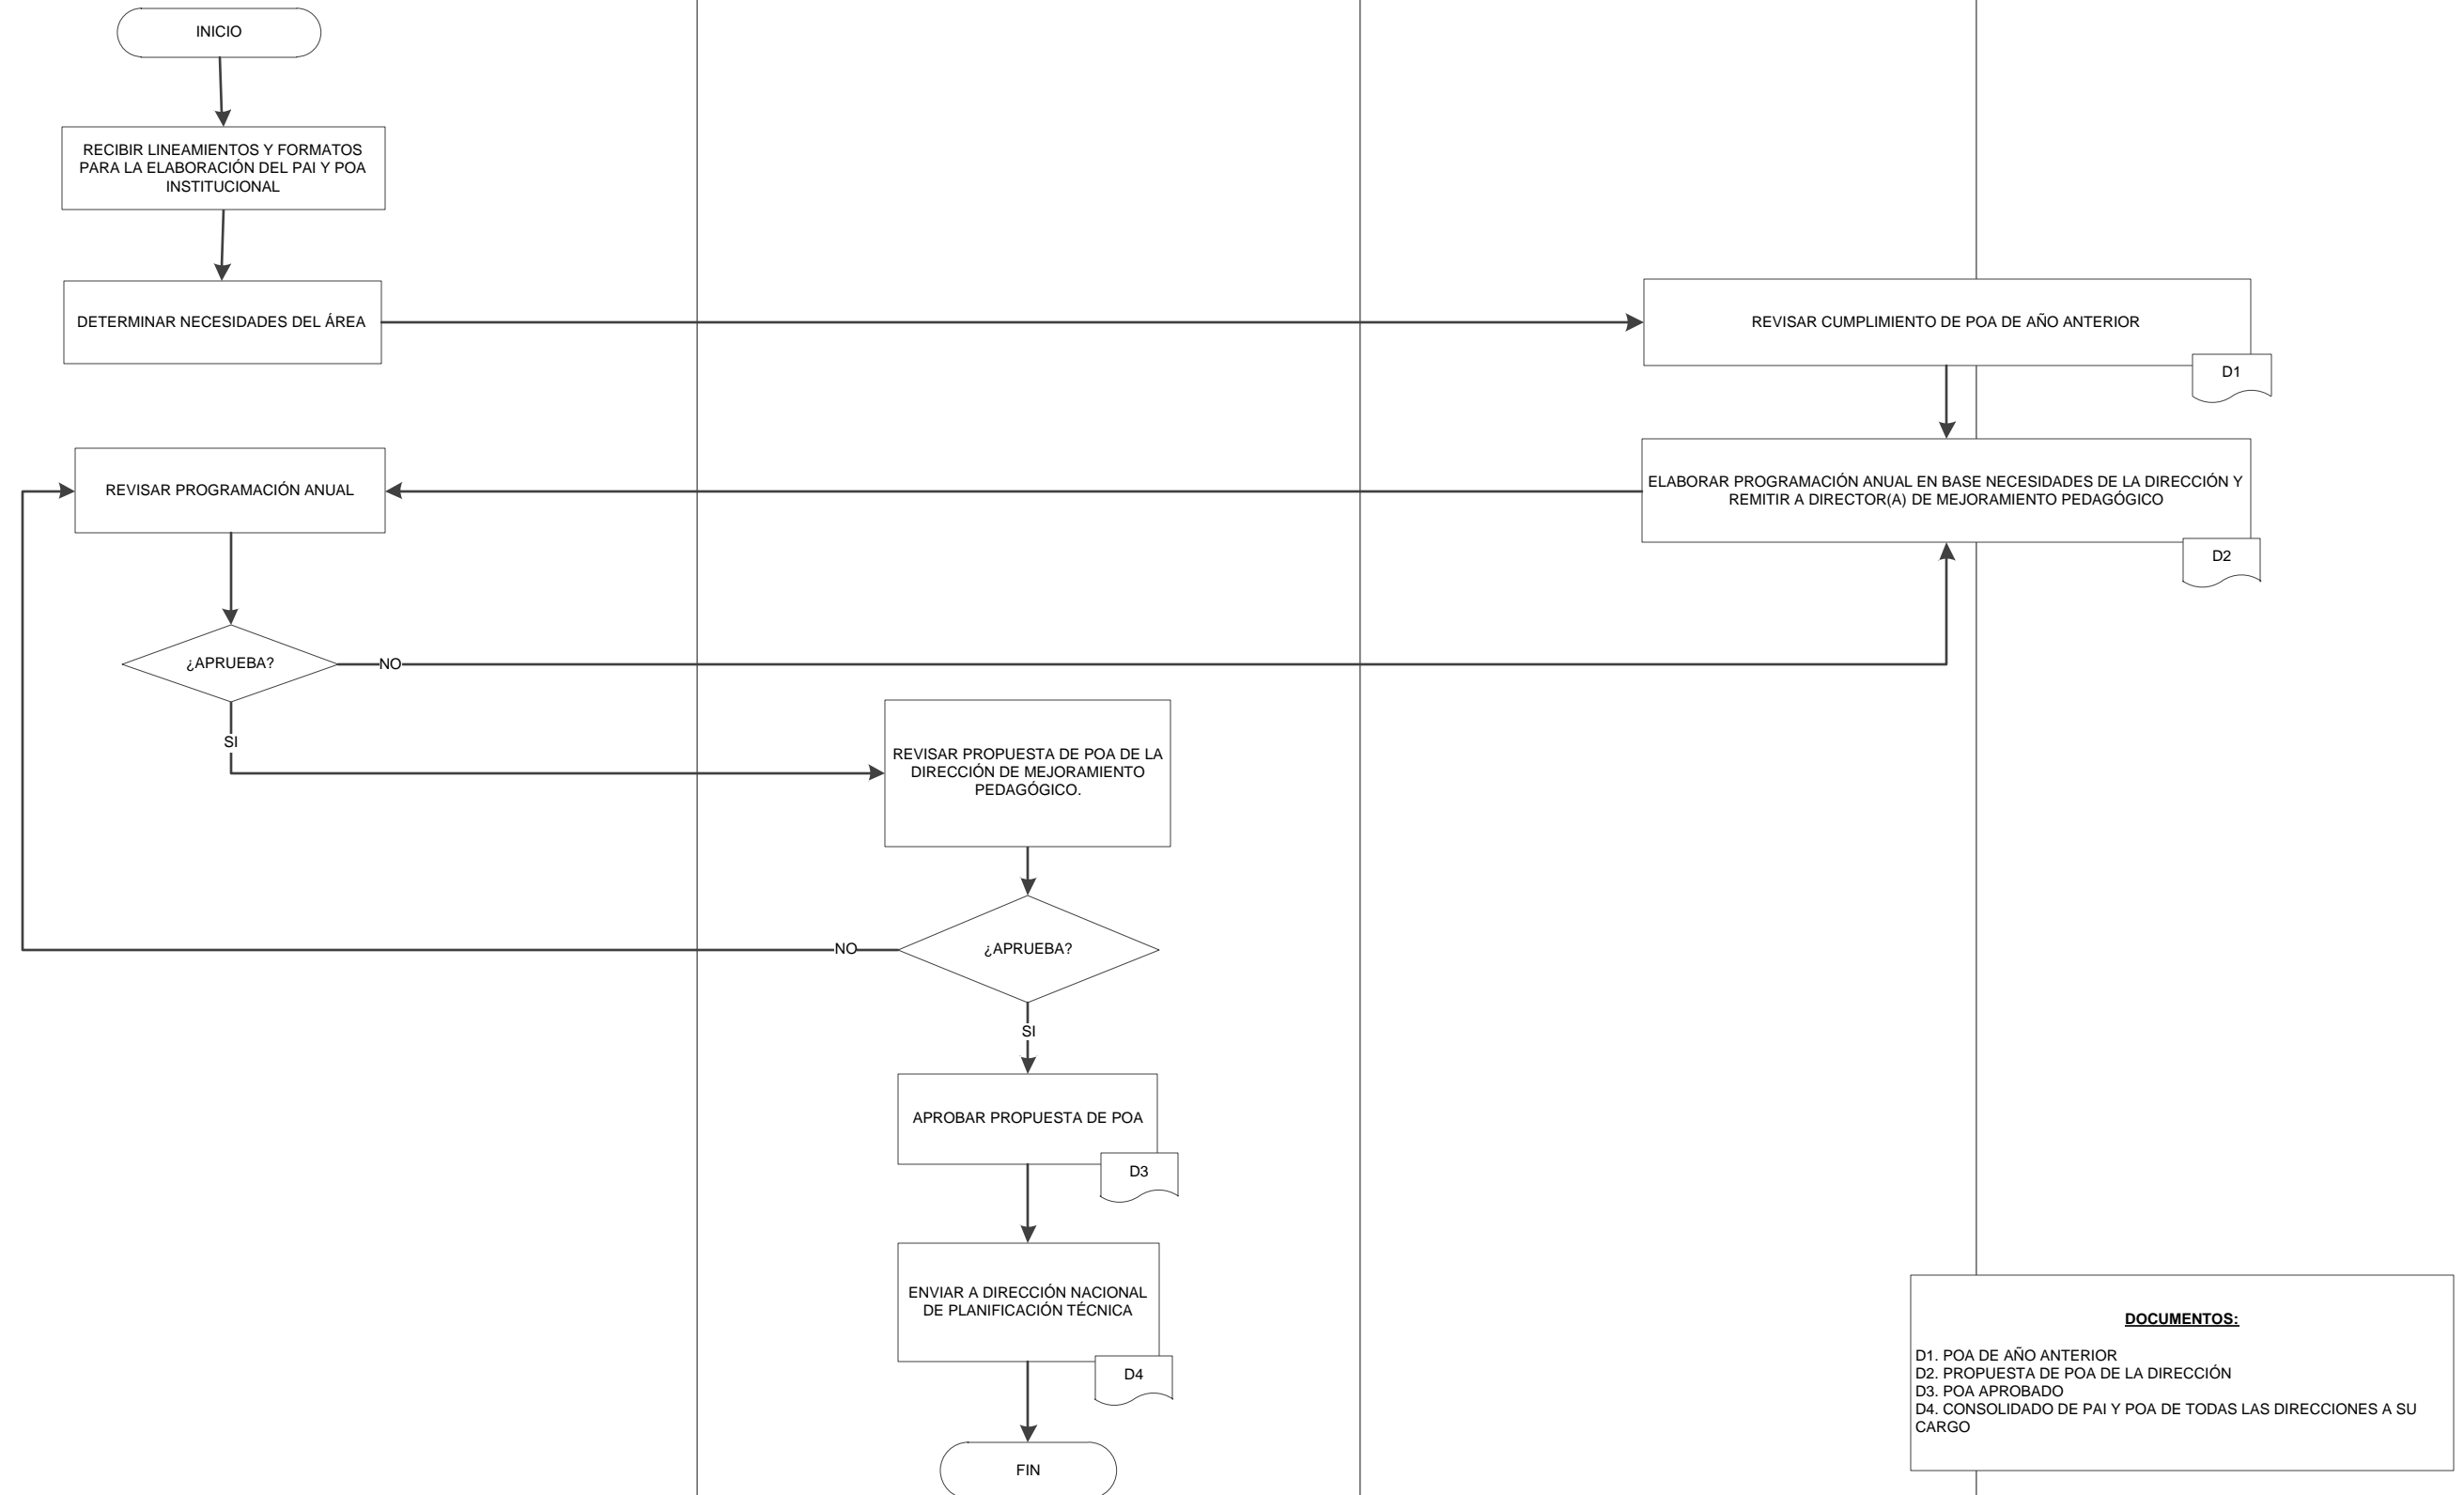 INICIO
RECIBIR LINEAMIENTOS Y FORMATOS
PARA LA ELABORACIÓN DEL PAI Y POA
INSTITUCIONAL
DETERMINAR NECESIDADES DEL ÁREA
REVISAR CUMPLIMIENTO DE POA DE AÑO ANTERIOR
D1
REVISAR PROGRAMACIÓN ANUAL
ELABORAR PROGRAMACIÓN ANUAL EN BASE NECESIDADES DE LA DIRECCIÓN Y
REMITIR A DIRECTOR(A) DE MEJORAMIENTO PEDAGÓGICO
D2
¿APRUEBA?
NO
SI
REVISAR PROPUESTA DE POA DE LA
DIRECCIÓN DE MEJORAMIENTO
PEDAGÓGICO.
NO
¿APRUEBA?
SI
APROBAR PROPUESTA DE POA
D3
ENVIAR A DIRECCIÓN NACIONAL
DE PLANIFICACIÓN TÉCNICA
D4
FIN
DOCUMENTOS:
D1. POA DE AÑO ANTERIOR
D2. PROPUESTA DE POA DE LA DIRECCIÓN
D3. POA APROBADO
D4. CONSOLIDADO DE PAI Y POA DE TODAS LAS DIRECCIONES A SU
CARGO